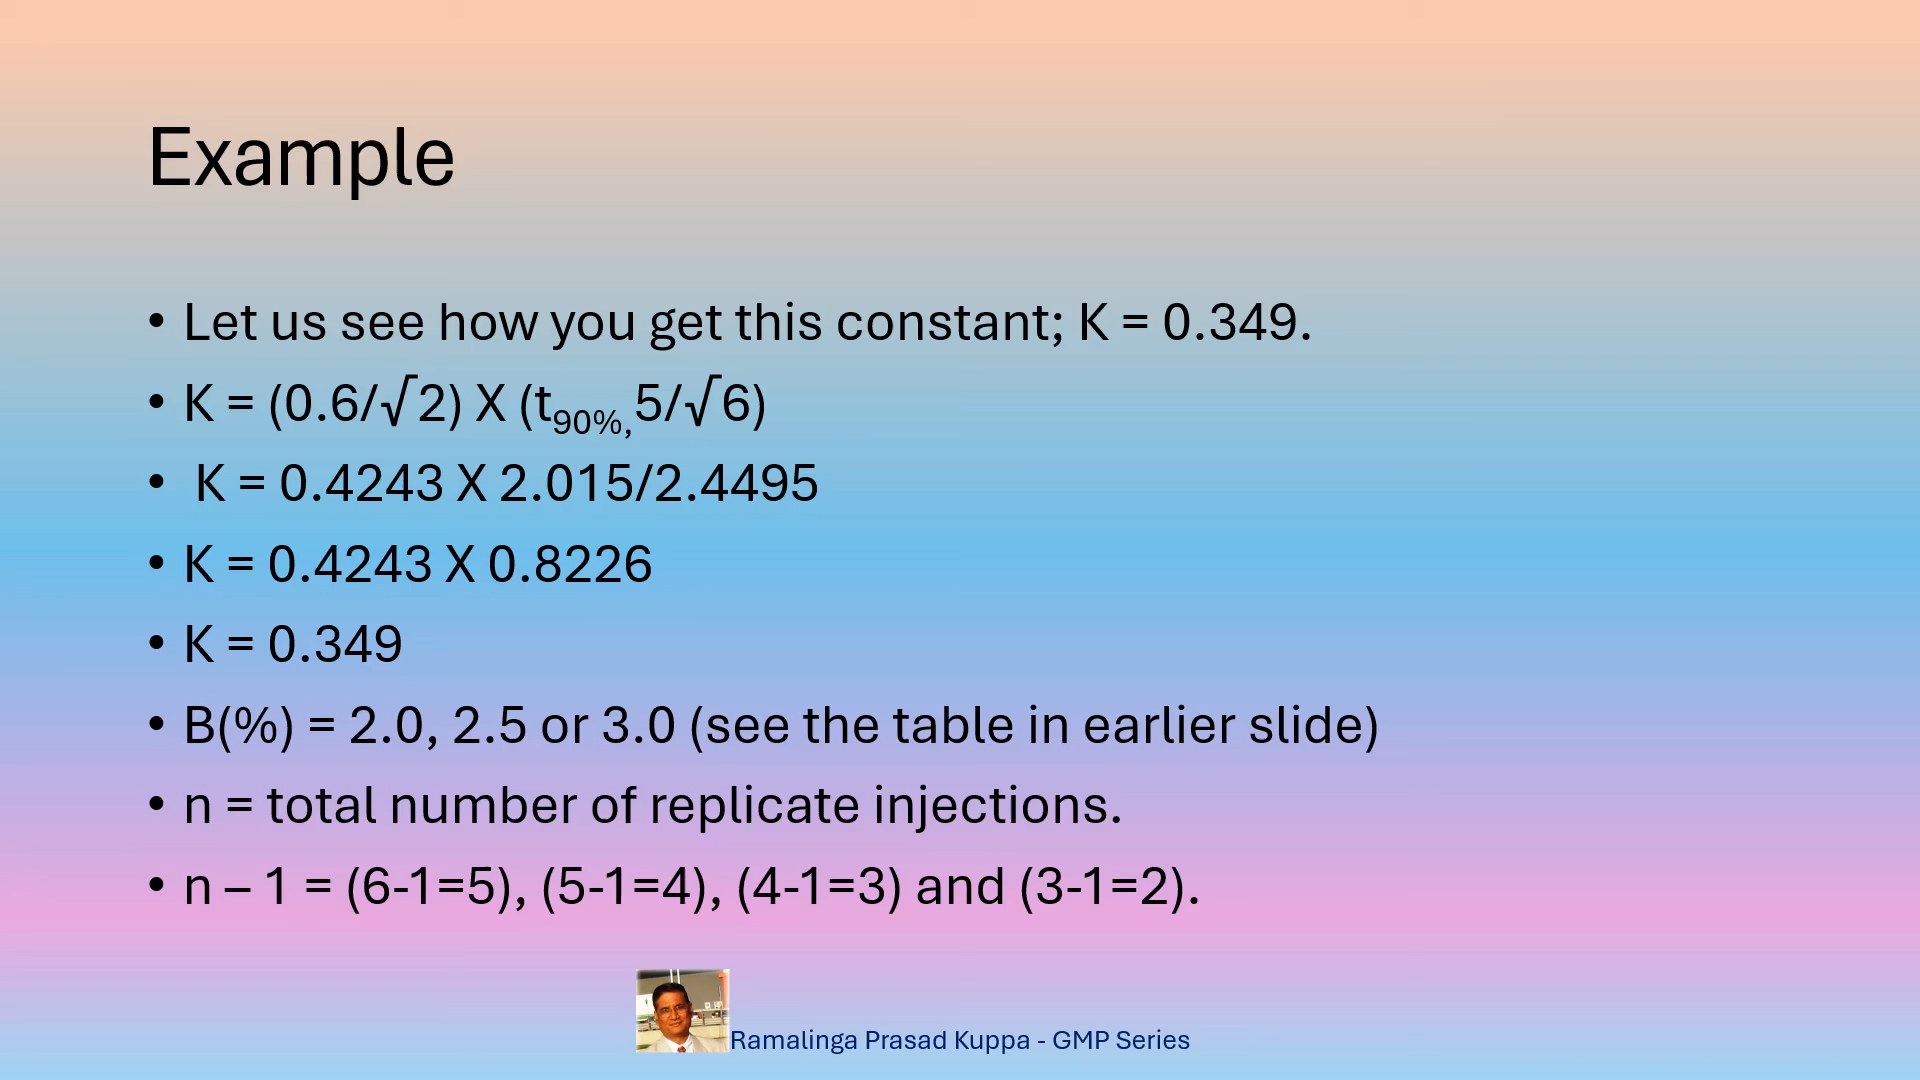 Example
• Let us see how you get this constant; K = 0.349.
• K = (0.6/√2) X (t90%,5/√6)
• K = 0.4243 X 2.015/2.4495
• K = 0.4243 X 0.8226
• K = 0.349
• B(%) = 2.0, 2.5 or 3.0 (see the table in earlier slide)
• n = total number of replicate injections.
• n – 1 = (6-1=5), (5-1=4), (4-1=3) and (3-1=2).
Ramalinga Prasad Kuppa - GMP Series